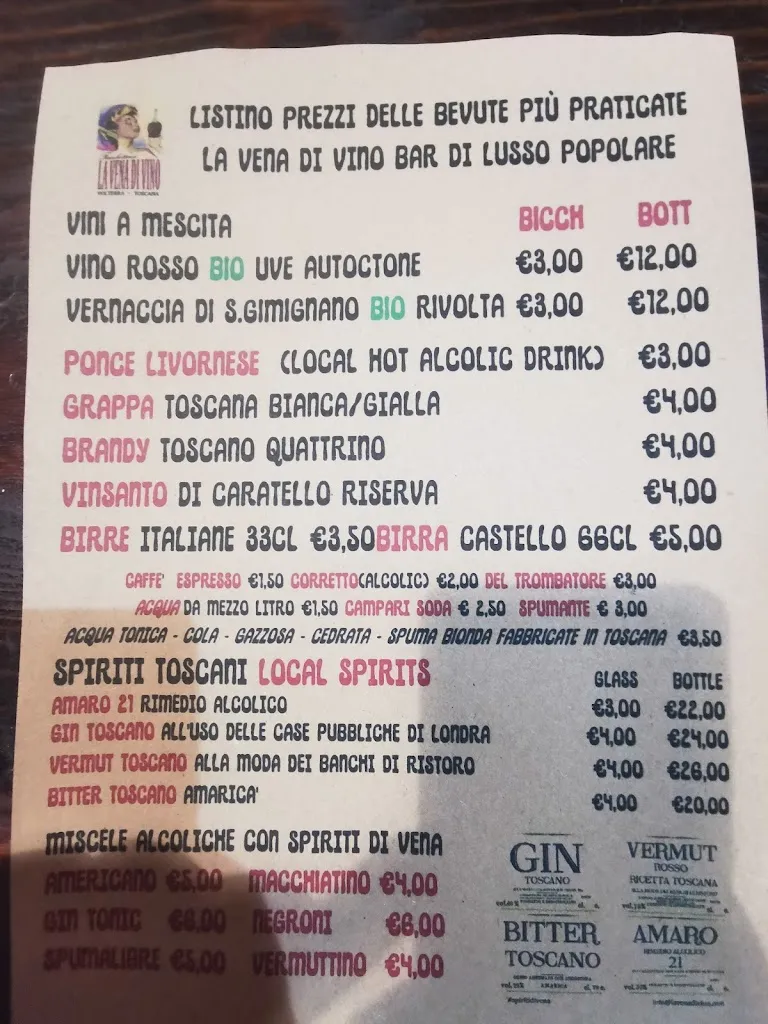 LISTINO PREZZI DELLE BEVUTE PIÙ PRATICATE
LA VENA DI VINO BAR DI LUSSO POPOLARE
LA VENA DI VINO
VOLTERRA - TOSCANA
VINI A MESCITA BICCH BOTT
VINO ROSSO BIO UVE AUTOCTONE €3,00 €12,00
VERNACCIA DI S.GIMIGNANO BIO RIVOLTA €3,00 €12,00
PONCE LIVORNESE (LOCAL HOT ALCOLIC DRINK) €3,00
GRAPPA TOSCANA BIANCA/GIALLA €4,00
BRANDY TOSCANO QUATTRINO €4,00
VINSANTO DI CARATELLO RISERVA €4,00
BIRRE ITALIANE 33CL €3,50 BIRRA CASTELLO 66CL €5,00
CAFFE' ESPRESSO €1,50 CORRETTO(ALCOLIC) €2,00 DEL TROMBATORE €3,00
ACQUA DA MEZZO LITRO €1,50 CAMPARI SODA € 2,50 SPUMANTE € 3,00
ACQUA TONICA - COLA - GAZZOSA - CEDRATA - SPUMA BIONDA FABBRICATE IN TOSCANA €3,50
SPIRITI TOSCANI LOCAL SPIRITS GLASS BOTTLE
AMARO 21 RIMEDIO ALCOLICO €3,00 €22,00
GIN TOSCANO ALL'USO DELLE CASE PUBBLICHE DI LONDRA €4,00 €24,00
VERMUT TOSCANO ALLA MODA DEI BANCHI DI RISTORO €4,00 €26,00
BITTER TOSCANO AMARICA' €4,00 €20,00
MISCELE ALCOLICHE CON SPIRITI DI VENA
AMERICANO €5,00 MACCHIATINO €4,00
GIN TONIC €6,00 NEGRONI €6,00
SPUMALIBRE €5,00 VERMUTTINO €4,00
GIN
TOSCANO
VERMUT
ROSSO
RICETTA TOSCANA
BITTER
TOSCANO
AMARO
RIMEDIO ALCOLICO
21